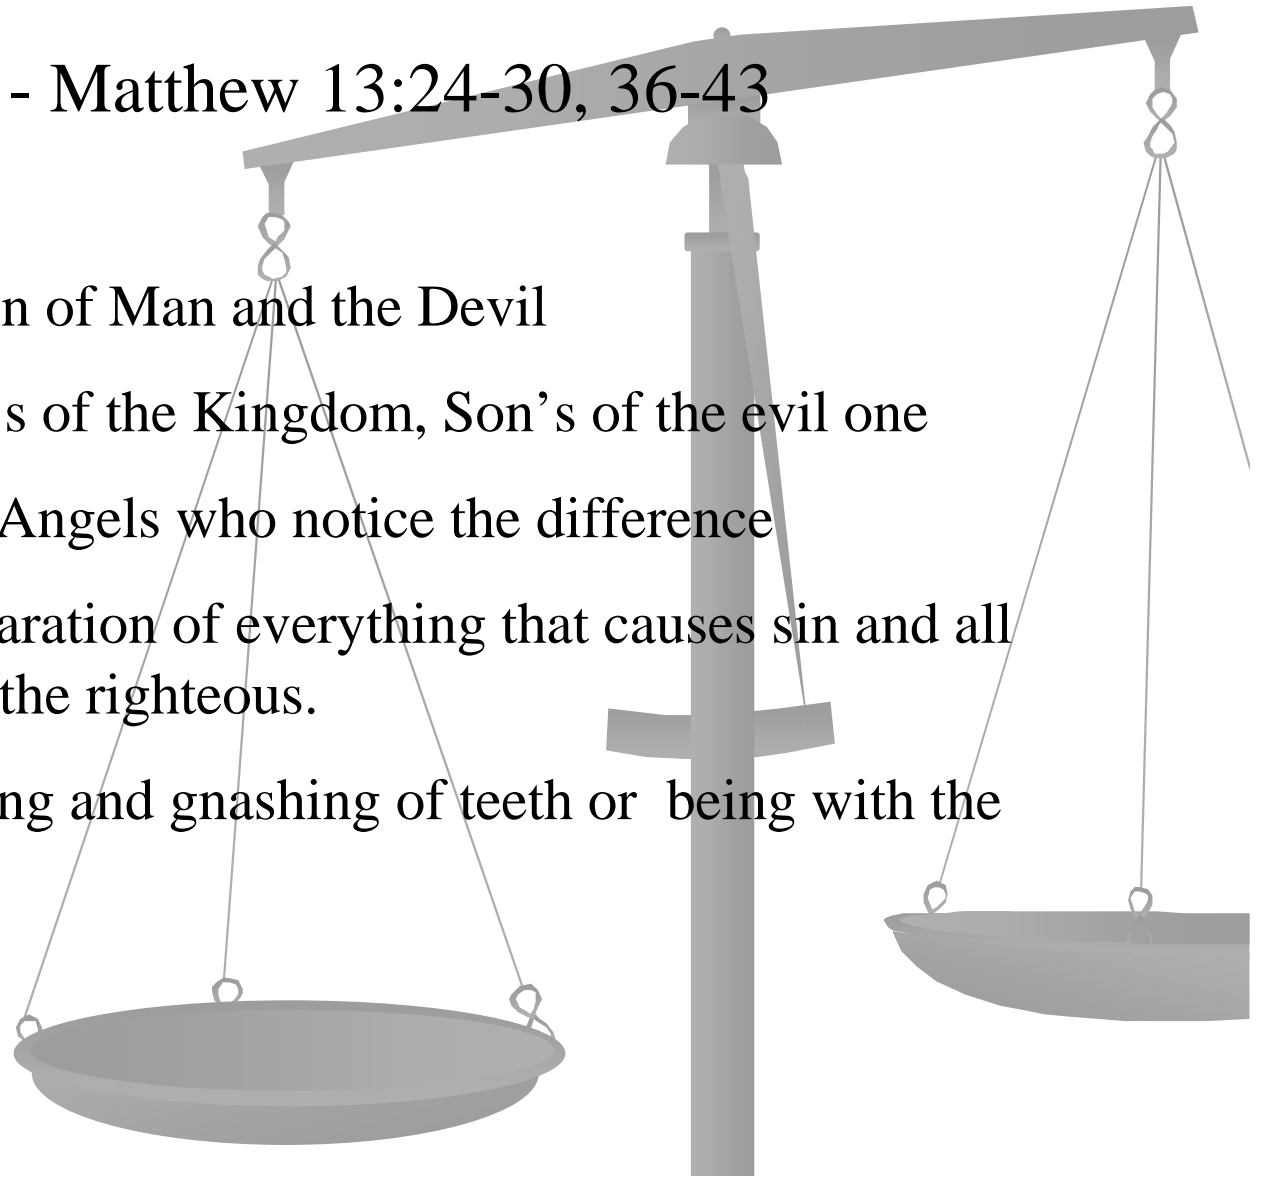 - Matthew 13:24-30, 36-43
n of Man and the Devil
s of the Kingdom, Son’s of the evil one
Angels who notice the difference
aration of everything that causes sin and all
the righteous.
ng and gnashing of teeth or  being with the